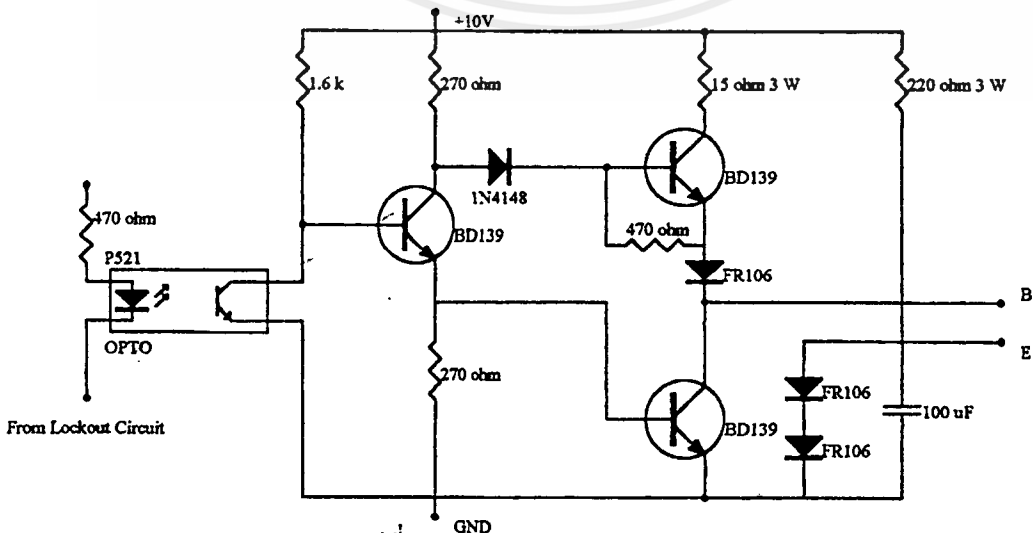 +10V
1.6 k
270 ohm
15 ohm 3 W
220 ohm 3 W
1N4148
BD139
470 ohm
BD139
470 ohm
P521
FR106
B
E
OPTO
270 ohm
FR106
BD139
100 uF
From Lockout Circuit
FR106
GND